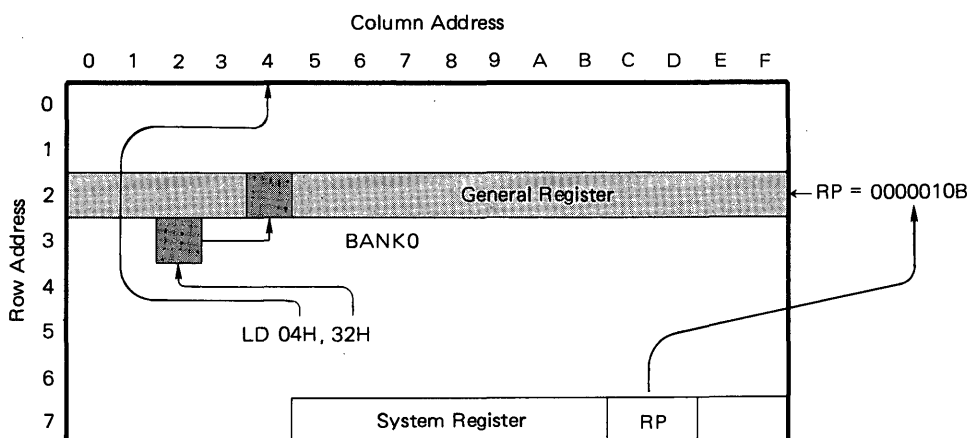 Column Address
0 1 2 3 4 5 6 7 8 9 A B C D E F
Row Address
0
1
2 General Register RP = 0000010B
3 BANK0
4
LD 04H, 32H
5
6
7 System Register RP